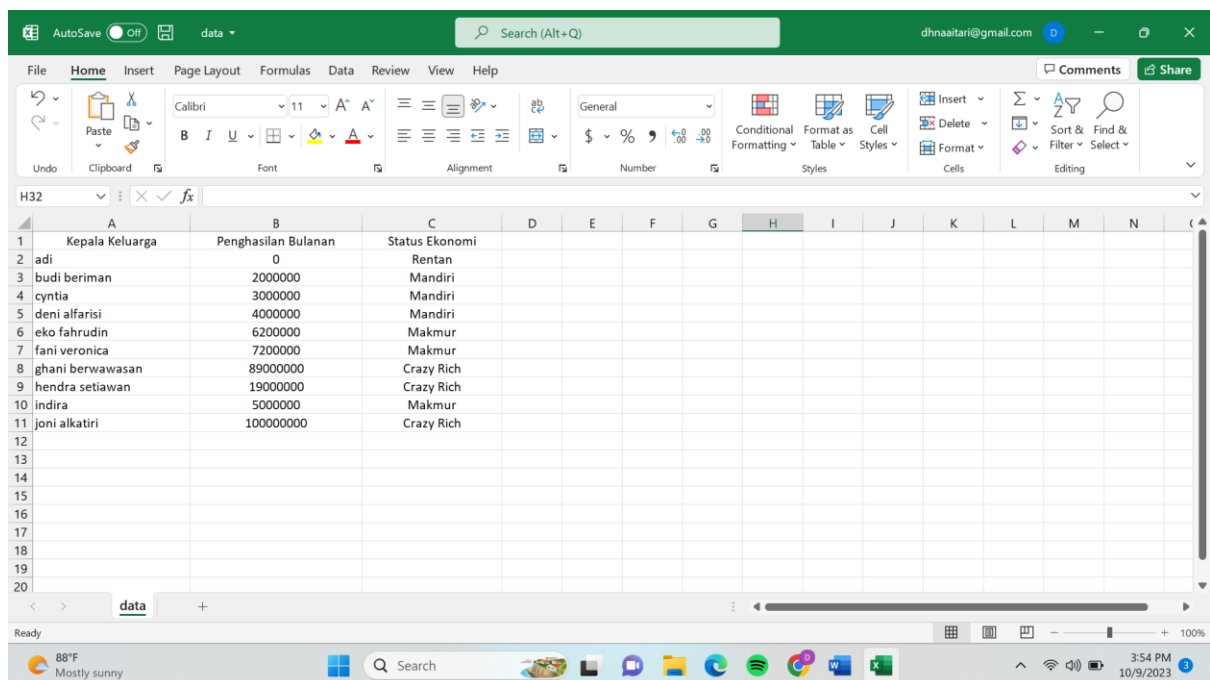 AutoSave Off data Search (Alt+Q) dhnaaitari@gmail.com D
File Home Insert Page Layout Formulas Data Review View Help Comments Share
Calibri 11 A^ A˅ ab General Insert
Paste B I U A $ % 9 .00 .0 Conditional Formatting Format as Table Cell Styles Delete Sort & Filter Find & Select
Format
Undo Clipboard Font Alignment Number Styles Cells Editing
H32 fx
A B C D E F G H I J K L M N
1 Kepala Keluarga Penghasilan Bulanan Status Ekonomi
2 adi 0 Rentan
3 budi beriman 2000000 Mandiri
4 cyntia 3000000 Mandiri
5 deni alfarisi 4000000 Mandiri
6 eko fahrudin 6200000 Makmur
7 fani veronica 7200000 Makmur
8 ghani berwawasan 89000000 Crazy Rich
9 hendra setiawan 19000000 Crazy Rich
10 indira 5000000 Makmur
11 joni alkatiri 100000000 Crazy Rich
12
13
14
15
16
17
18
19
20
data
Ready 100%
88°F Search 3:54 PM
Mostly sunny 10/9/2023 3